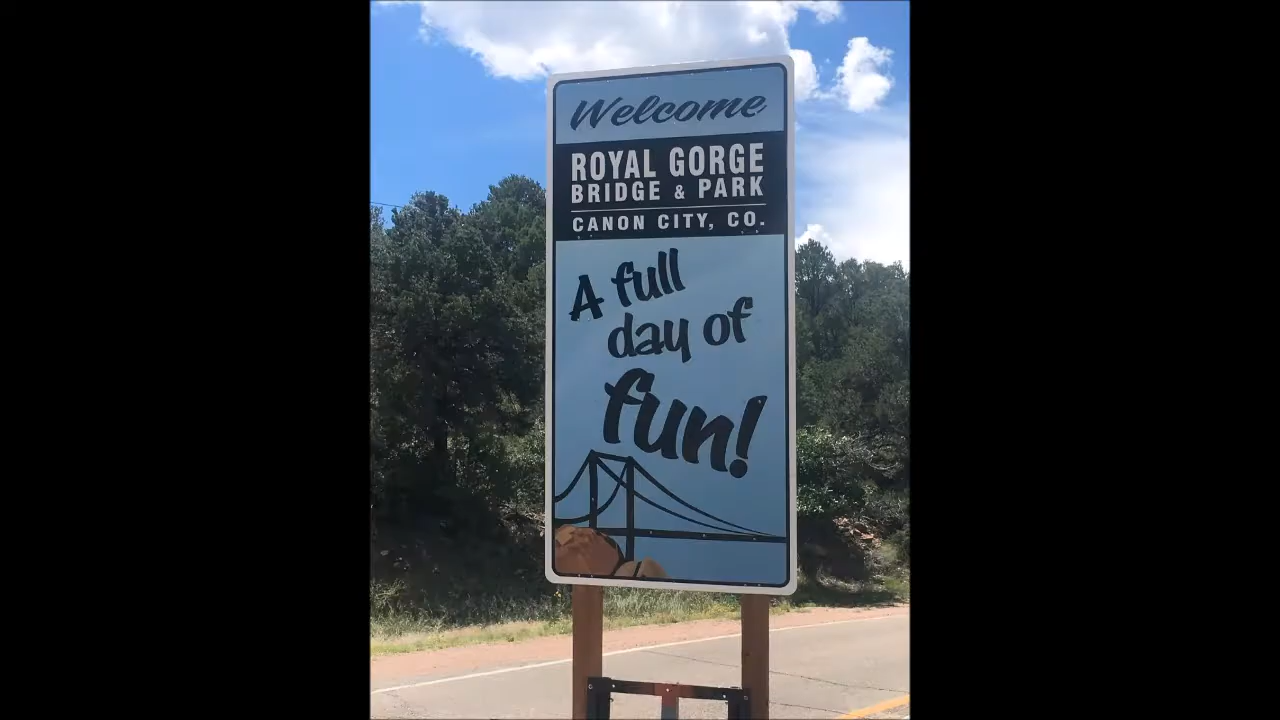 Welcome
ROYAL GORGE
BRIDGE & PARK
CANON CITY, CO.
A full
day of
fun!